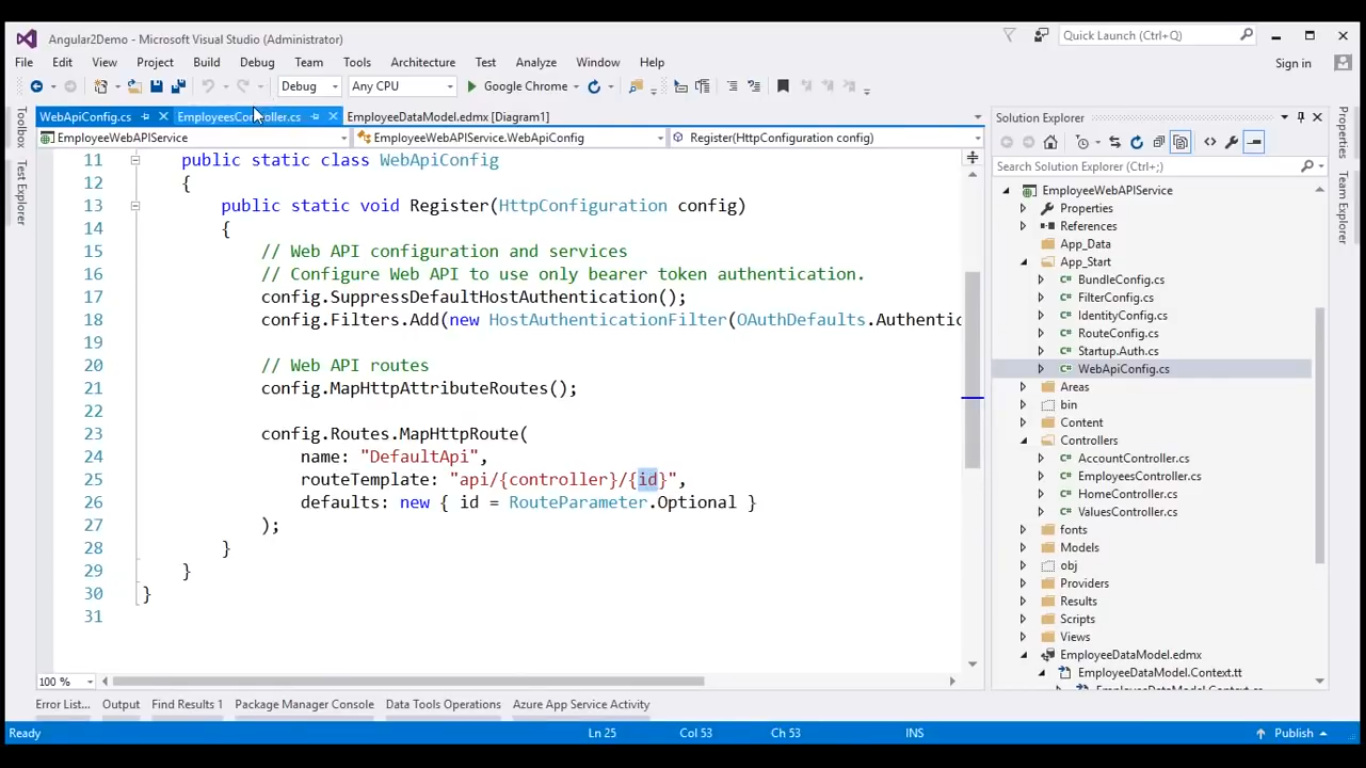 Angular2Demo - Microsoft Visual Studio (Administrator)
Quick Launch (Ctrl+Q)
File Edit View Project Build Debug Team Tools Architecture Test Analyze Window Help
Sign in
Debug Any CPU Google Chrome
WebApiConfig.cs EmployeesController.cs EmployeeDataModel.edmx [Diagram1]
EmployeeWebAPIService EmployeeWebAPIService.WebApiConfig Register(HttpConfiguration config)
Toolbox
Test Explorer
11 public static class WebApiConfig
12 {
13 public static void Register(HttpConfiguration config)
14 {
15 // Web API configuration and services
16 // Configure Web API to use only bearer token authentication.
17 config.SuppressDefaultHostAuthentication();
18 config.Filters.Add(new HostAuthenticationFilter(OAuthDefaults.Authentic
19
20 // Web API routes
21 config.MapHttpAttributeRoutes();
22
23 config.Routes.MapHttpRoute(
24 name: "DefaultApi",
25 routeTemplate: "api/{controller}/{id}",
26 defaults: new { id = RouteParameter.Optional }
27 );
28 }
29 }
30 }
31
100 %
Solution Explorer
Search Solution Explorer (Ctrl+;)
EmployeeWebAPIService
Properties
References
App_Data
App_Start
BundleConfig.cs
FilterConfig.cs
IdentityConfig.cs
RouteConfig.cs
Startup.Auth.cs
WebApiConfig.cs
Areas
bin
Content
Controllers
AccountController.cs
EmployeesController.cs
HomeController.cs
ValuesController.cs
fonts
Models
obj
Providers
Results
Scripts
Views
EmployeeDataModel.edmx
EmployeeDataModel.Context.tt
EmployeeDataModel.Context.cs
Properties
Team Explorer
Error List... Output Find Results 1 Package Manager Console Data Tools Operations Azure App Service Activity
Ready Ln 25 Col 53 Ch 53 INS Publish